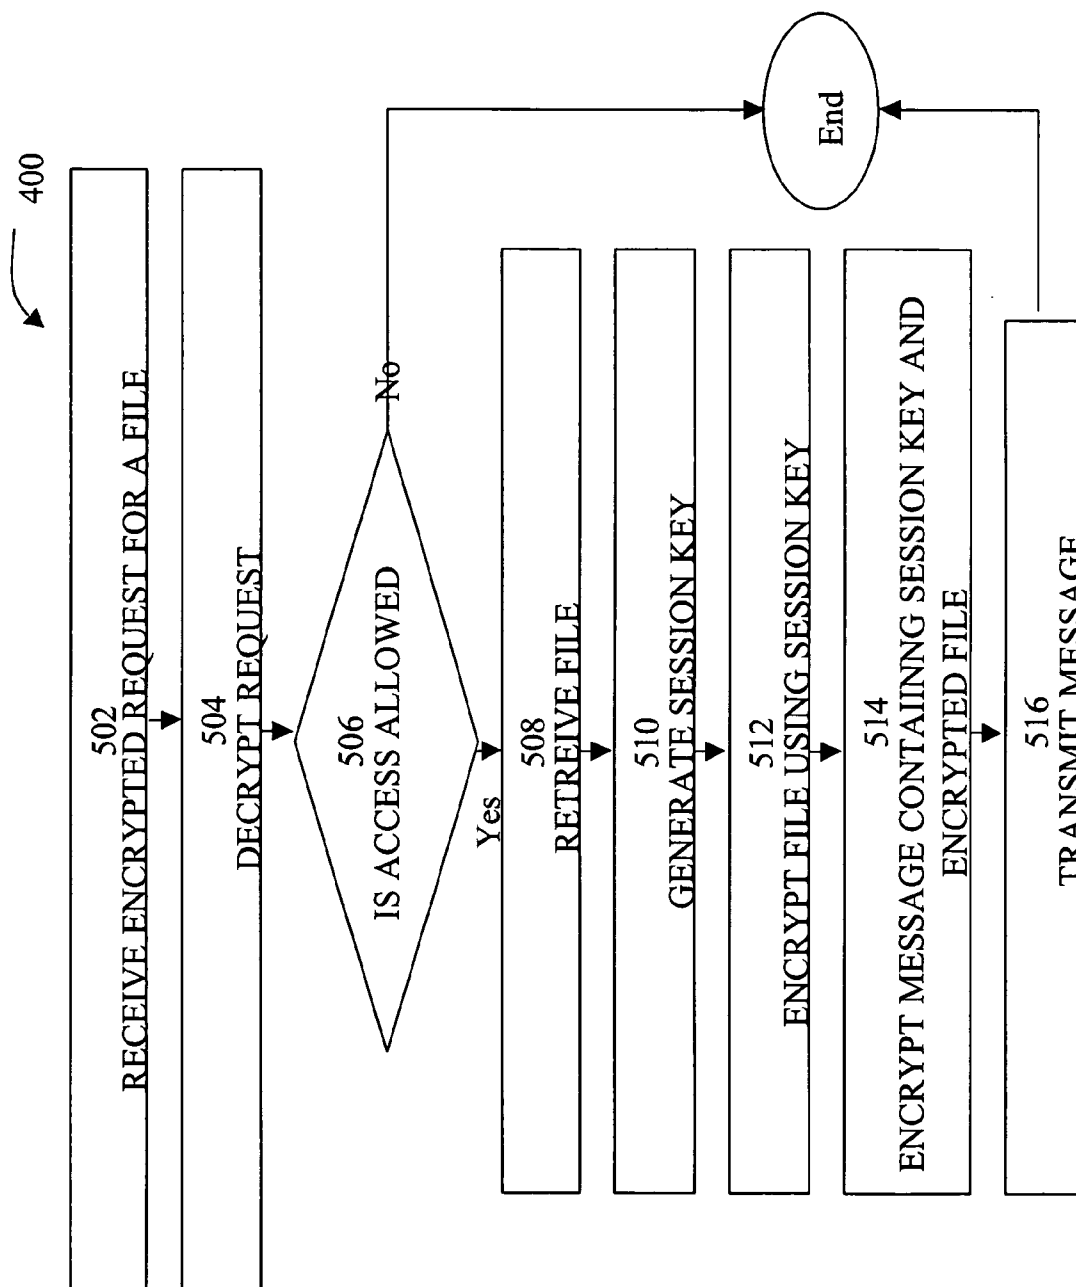 400
502
RECEIVE ENCRYPTED REQUEST FOR A FILE
504
DECRYPT REQUEST
506
IS ACCESS ALLOWED
No
Yes
508
RETREIVE FILE
510
GENERATE SESSION KEY
512
ENCRYPT FILE USING SESSION KEY
514
ENCRYPT MESSAGE CONTAIINNG SESSION KEY AND
ENCRYPTED FILE
516
TRANSMIT MESSAGE
End